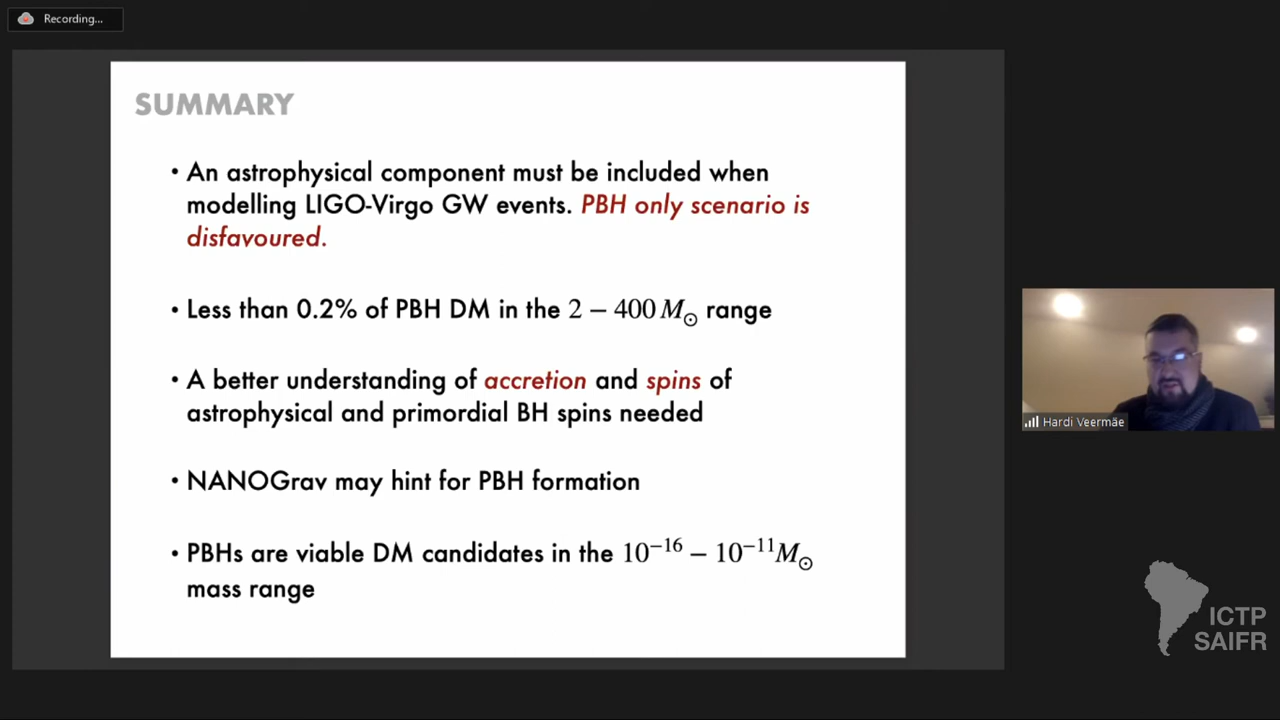 Recording...
SUMMARY
• An astrophysical component must be included when
modelling LIGO-Virgo GW events. PBH only scenario is
disfavoured.
• Less than 0.2% of PBH DM in the 2 – 400 M⊙ range
• A better understanding of accretion and spins of
astrophysical and primordial BH spins needed
• NANOGrav may hint for PBH formation
• PBHs are viable DM candidates in the 10⁻¹⁶ – 10⁻¹¹M⊙
mass range
Hardi Veermäe
ICTP
SAIFR